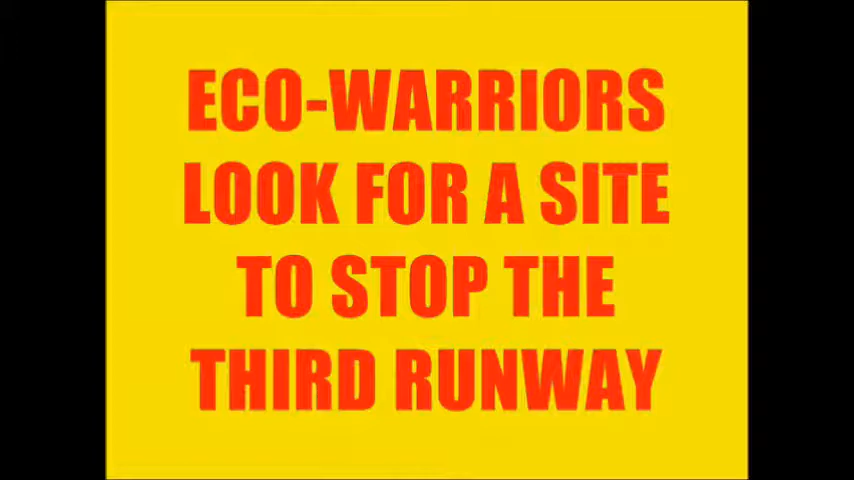 ECO-WARRIORS
LOOK FOR A SITE
TO STOP THE
THIRD RUNWAY